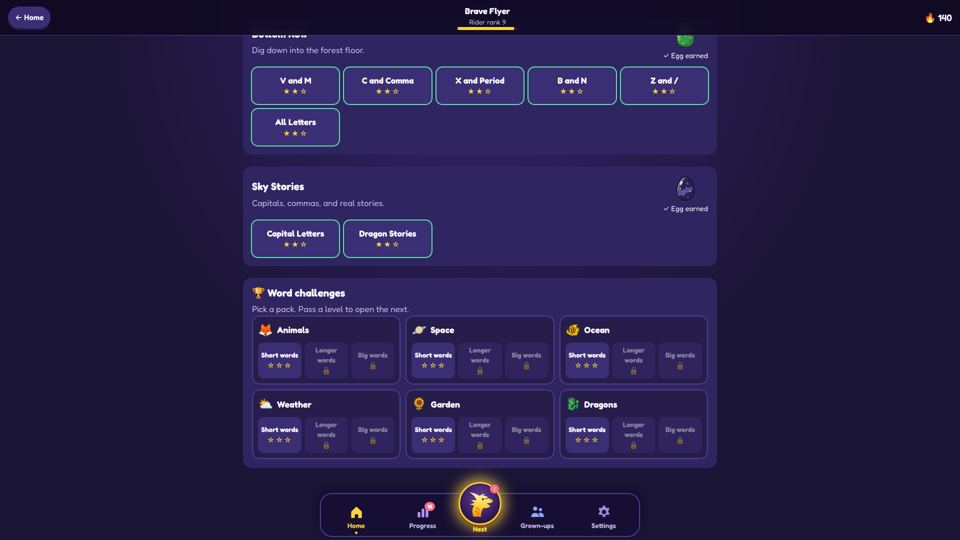 ← Home
Brave Flyer
Rider rank 9
140
Bottom Row
Dig down into the forest floor.
✓ Egg earned
V and M
C and Comma
X and Period
B and N
Z and /
All Letters
Sky Stories
Capitals, commas, and real stories.
✓ Egg earned
Capital Letters
Dragon Stories
Word challenges
Pick a pack. Pass a level to open the next.
Animals
Space
Ocean
Short words
Longer words
Big words
Short words
Longer words
Big words
Short words
Longer words
Big words
Weather
Garden
Dragons
Short words
Longer words
Big words
Short words
Longer words
Big words
Short words
Longer words
Big words
Home
Progress
Nest
Grown-ups
Settings